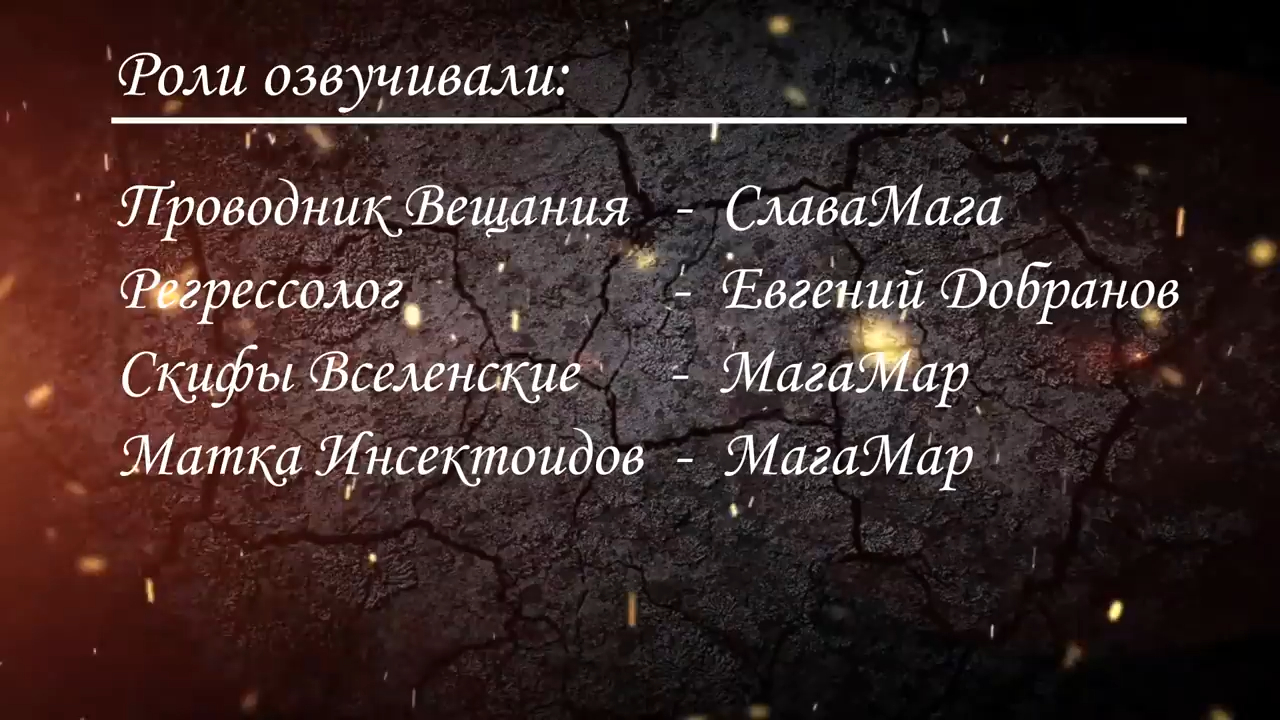 Роли озвучивали:
Проводник Вещания - СлаваМага
Регрессолог - Евгений Добранов
Скифы Вселенские - МагаМар
Матка Инсектоидов - МагаМар